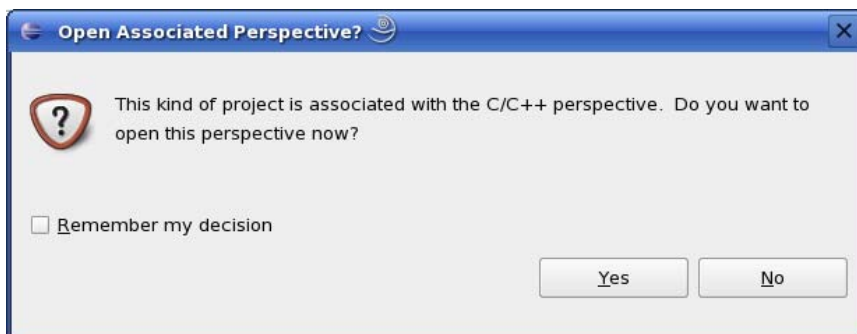 Open Associated Perspective?
This kind of project is associated with the C/C++ perspective.  Do you want to
open this perspective now?
Remember my decision
Yes
No